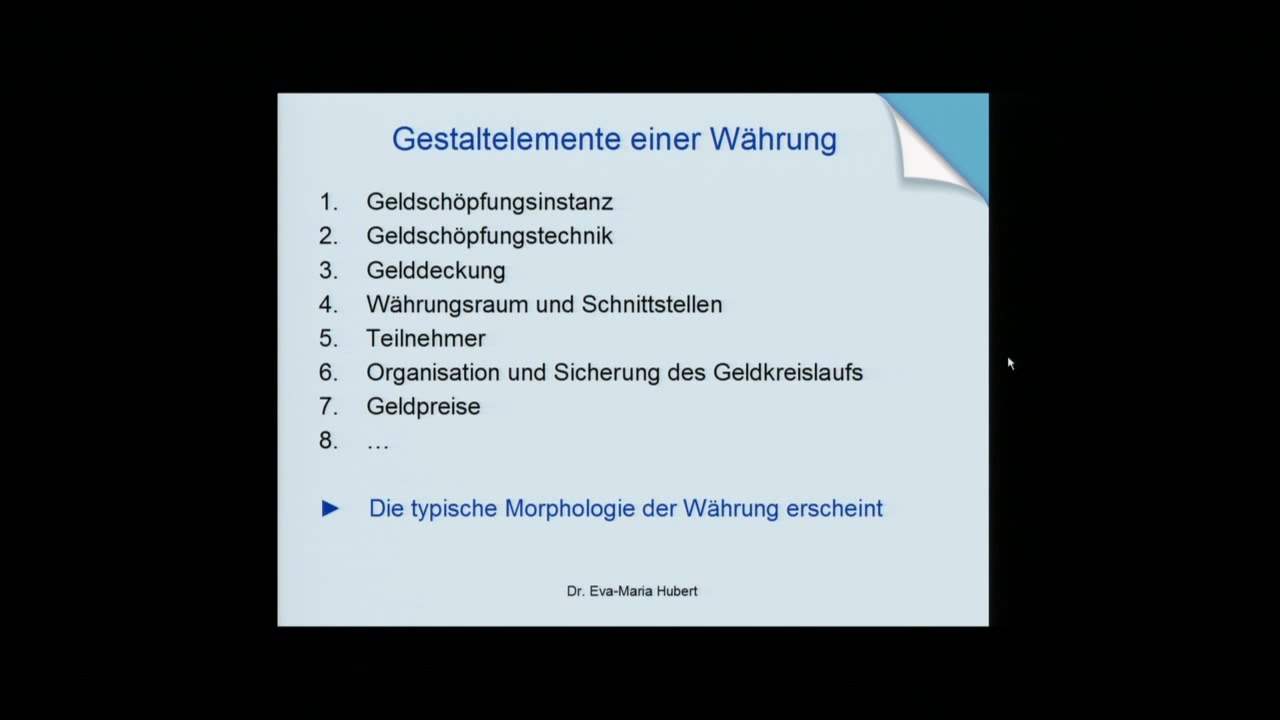 Gestaltelemente einer Währung
1. Geldschöpfungsinstanz
2. Geldschöpfungstechnik
3. Gelddeckung
4. Währungsraum und Schnittstellen
5. Teilnehmer
6. Organisation und Sicherung des Geldkreislaufs
7. Geldpreise
8. …
► Die typische Morphologie der Währung erscheint
Dr. Eva-Maria Hubert